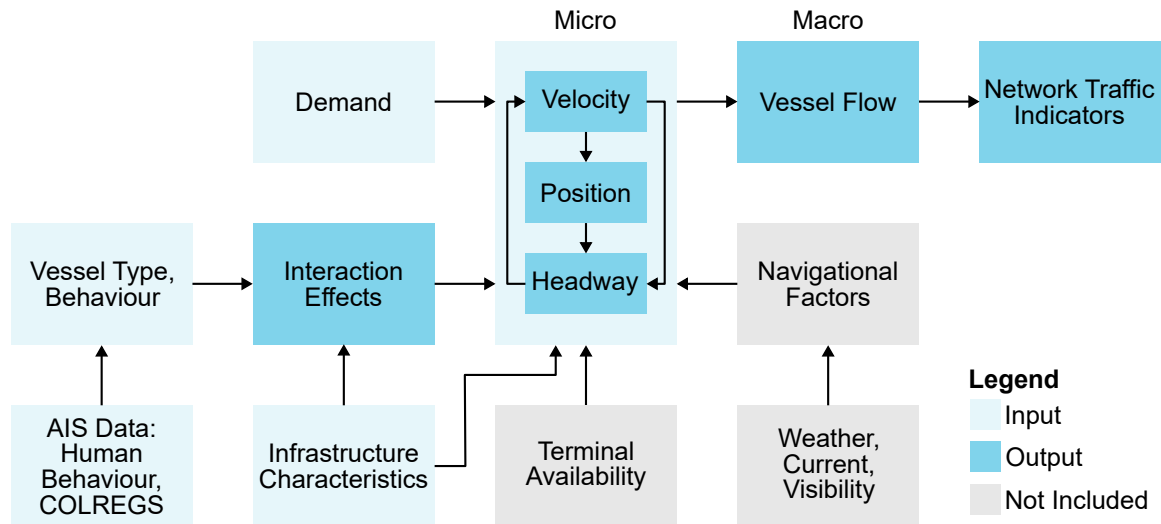 Micro
Macro
Demand
Velocity
Position
Headway
Vessel Flow
Network Traffic
Indicators
Vessel Type,
Behaviour
Interaction
Effects
Navigational
Factors
AIS Data:
Human
Behaviour,
COLREGS
Infrastructure
Characteristics
Terminal
Availability
Weather,
Current,
Visibility
Legend
Input
Output
Not Included